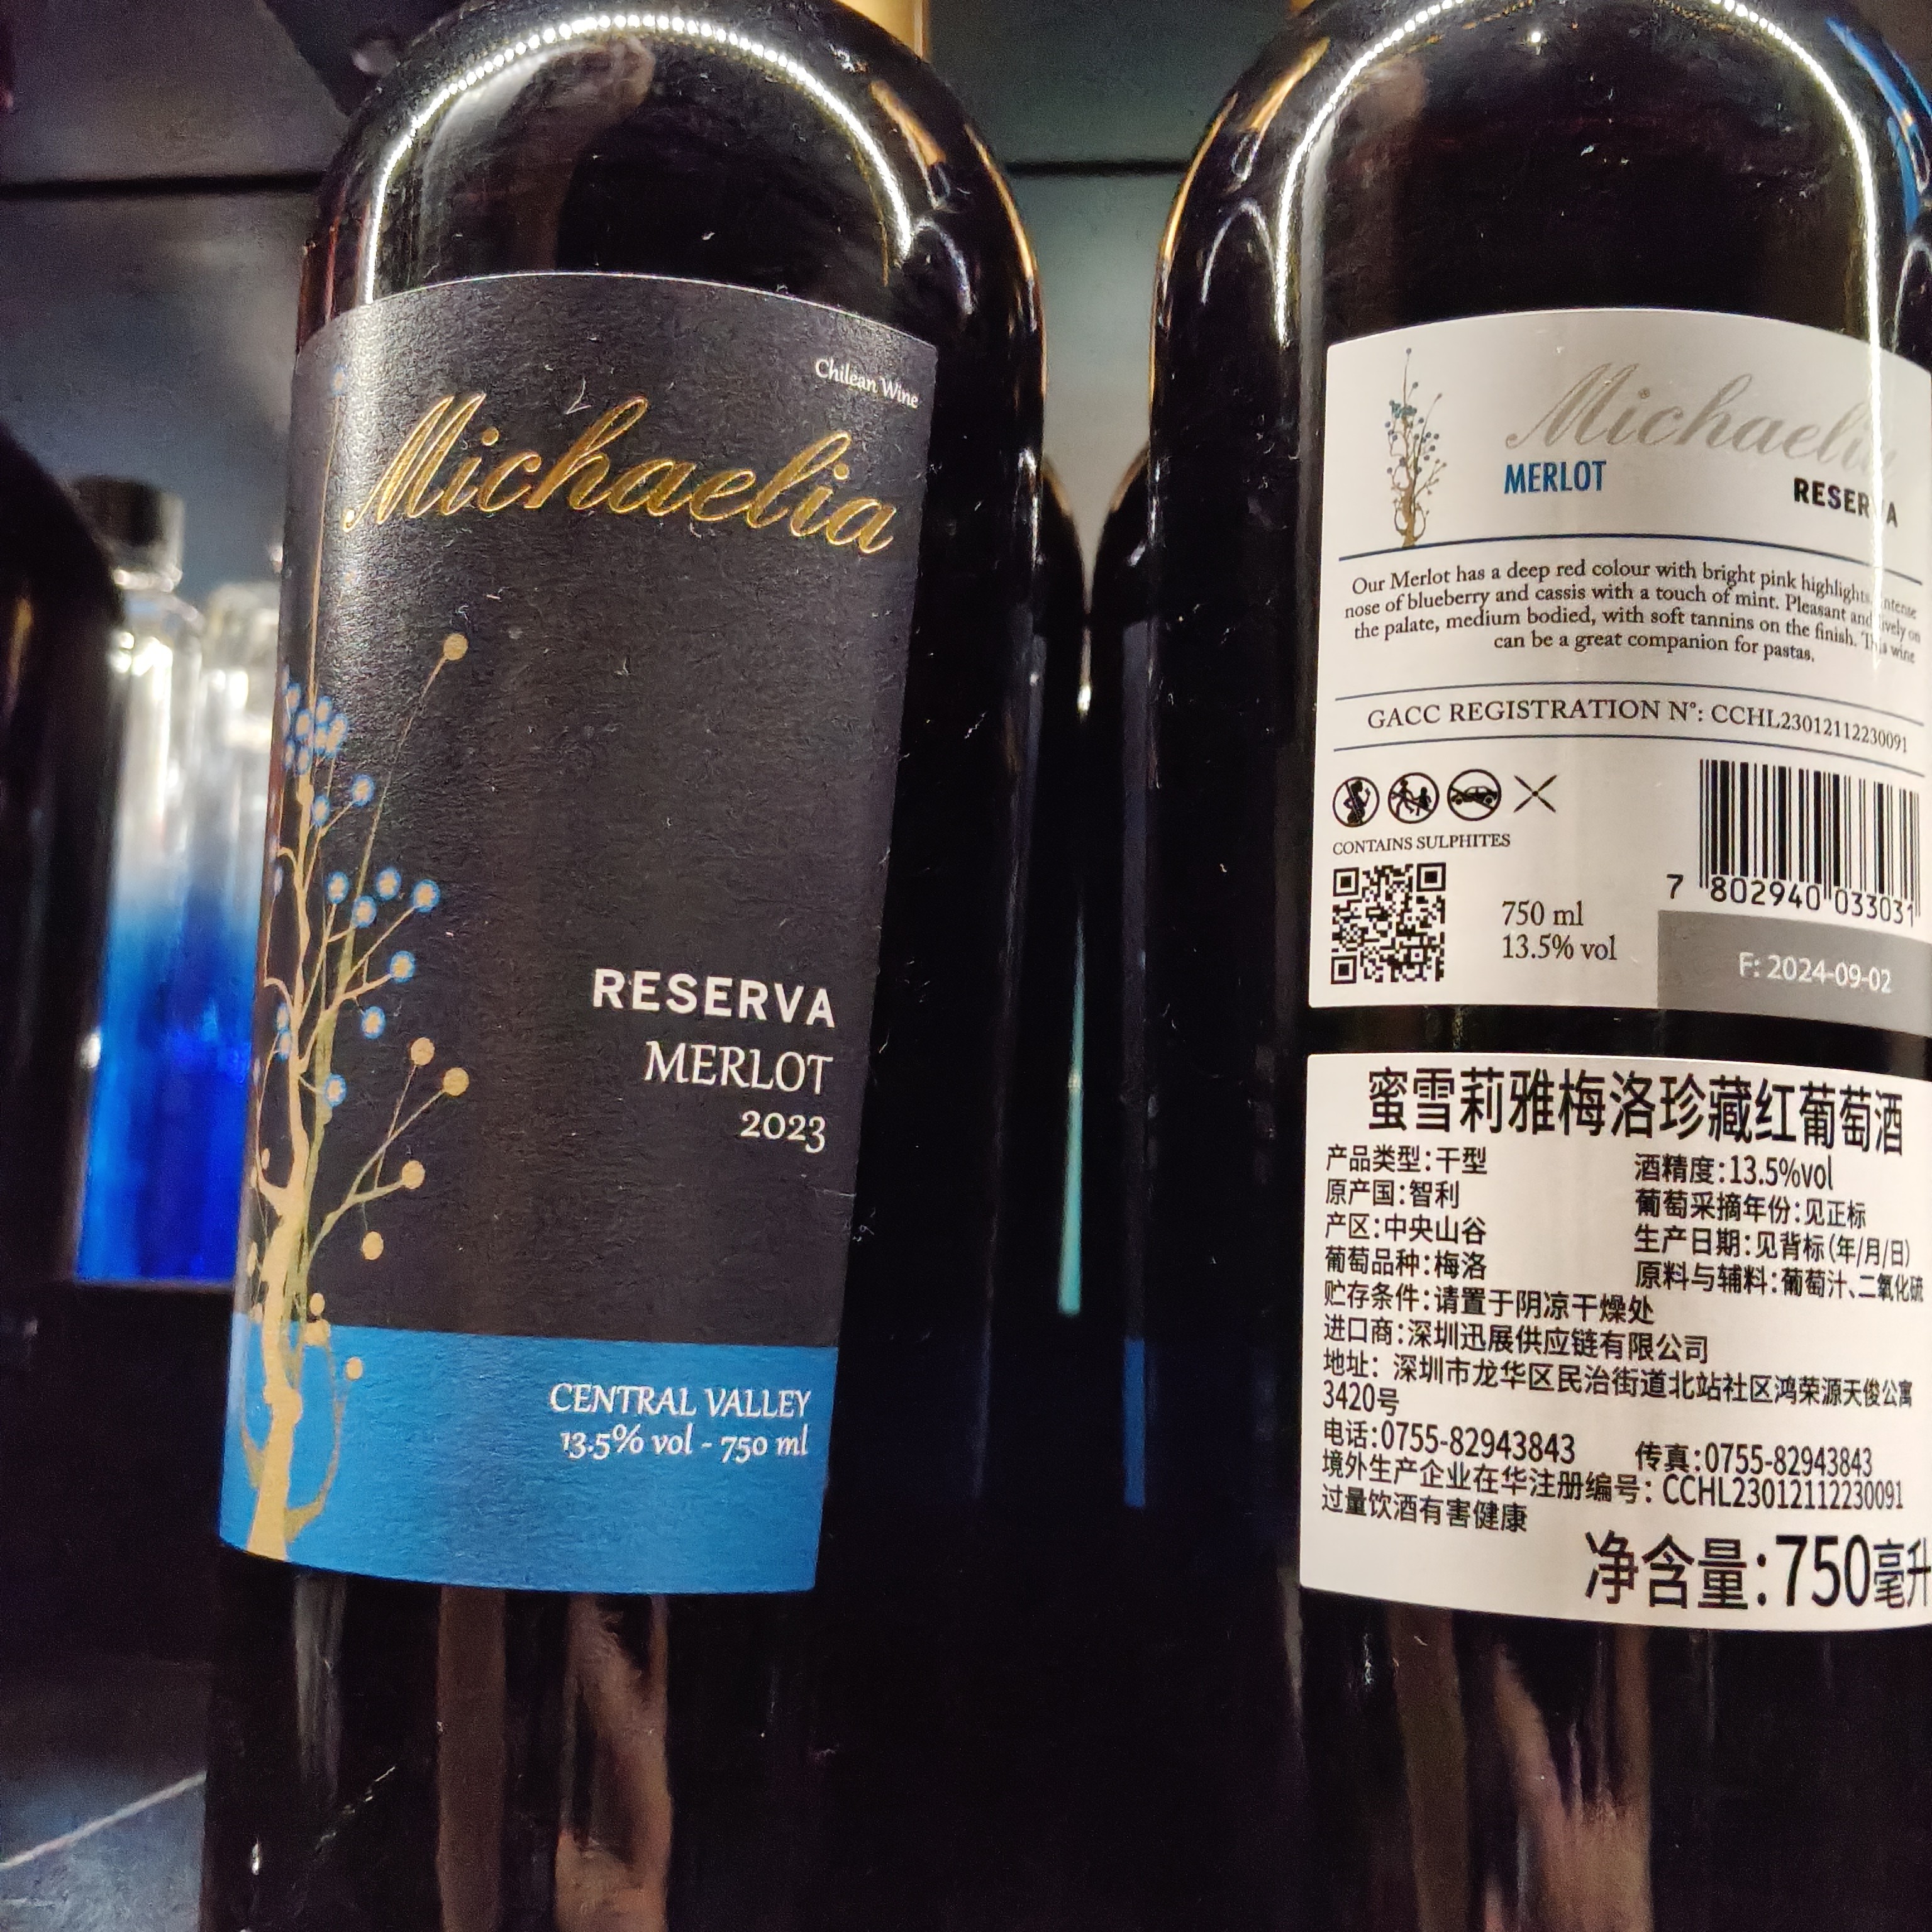 Chilean Wine
Michaelia
RESERVA
MERLOT
2023
CENTRAL VALLEY
13.5% vol - 750 ml
Michaelia
MERLOT
RESERVA
Our Merlot has a deep red colour with bright pink highlights, intense
nose of blueberry and cassis with a touch of mint. Pleasant and lively on
the palate, medium bodied, with soft tannins on the finish. This wine
can be a great companion for pastas.
GACC REGISTRATION N°: CCHL23012112230091
CONTAINS SULPHITES
7 802940 033031
750 ml
13.5% vol
F: 2024-09-02
蜜雪莉雅梅洛珍藏红葡萄酒
产品类型:干型 酒精度:13.5%vol
原产国:智利 葡萄采摘年份:见正标
产区:中央山谷 生产日期:见背标(年/月/日)
葡萄品种:梅洛 原料与辅料:葡萄汁、二氧化硫
贮存条件:请置于阴凉干燥处
进口商:深圳迅展供应链有限公司
地址: 深圳市龙华区民治街道北站社区鸿荣源天俊公寓
3420号
电话:0755-82943843 传真:0755-82943843
境外生产企业在华注册编号: CCHL23012112230091
过量饮酒有害健康
净含量:750毫升